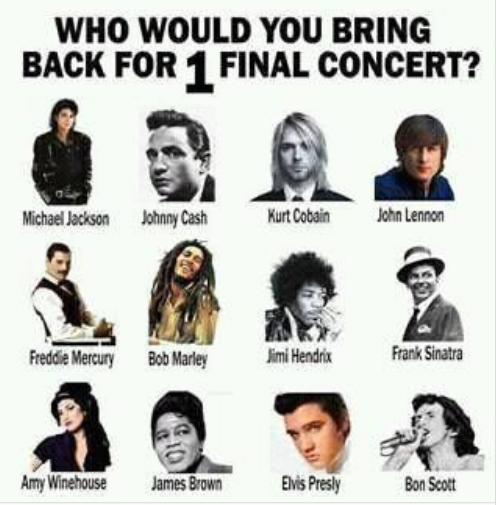 WHO WOULD YOU BRING
BACK FOR 1 FINAL CONCERT?
Michael Jackson
Johnny Cash
Kurt Cobain
John Lennon
Freddie Mercury
Bob Marley
Jimi Hendrix
Frank Sinatra
Amy Winehouse
James Brown
Elvis Presly
Bon Scott